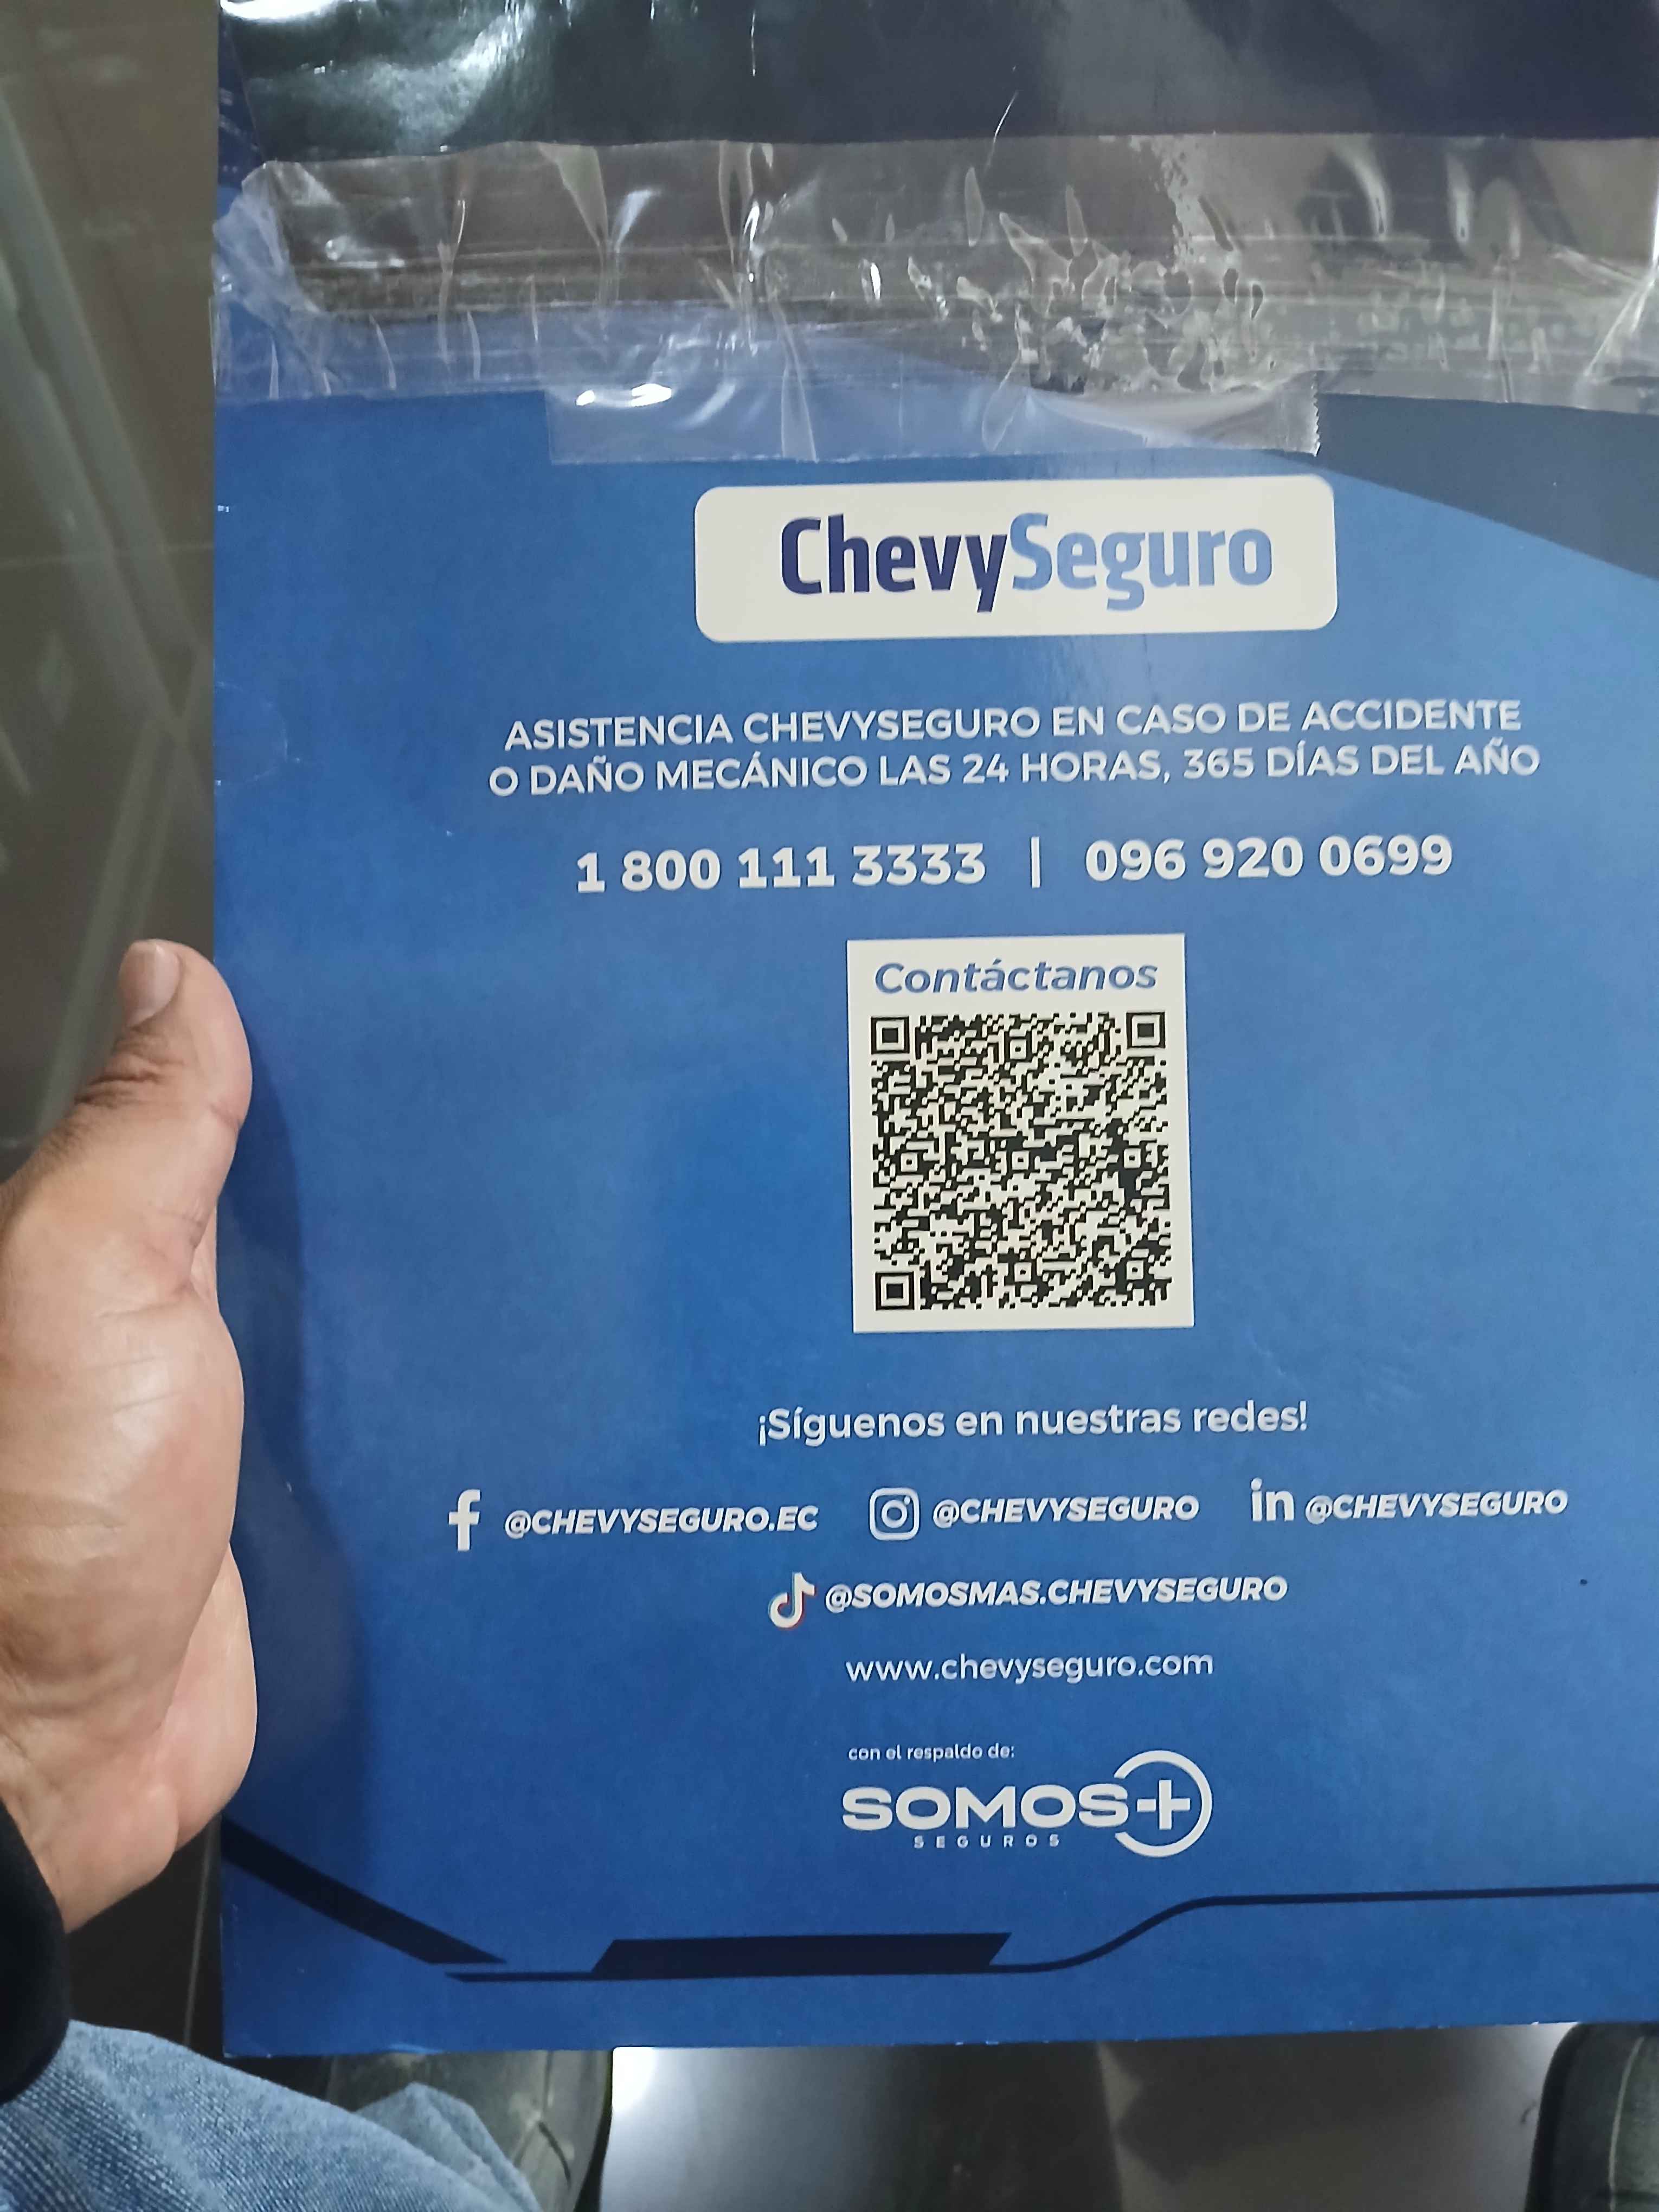 ChevySeguro
ASISTENCIA CHEVYSEGURO EN CASO DE ACCIDENTE
O DAÑO MECÁNICO LAS 24 HORAS, 365 DÍAS DEL AÑO
1 800 111 3333 | 096 920 0699
Contáctanos
¡Síguenos en nuestras redes!
@CHEVYSEGURO.EC @CHEVYSEGURO in @CHEVYSEGURO
@SOMOSMAS.CHEVYSEGURO
www.chevyseguro.com
con el respaldo de:
SOMOS+
SEGUROS